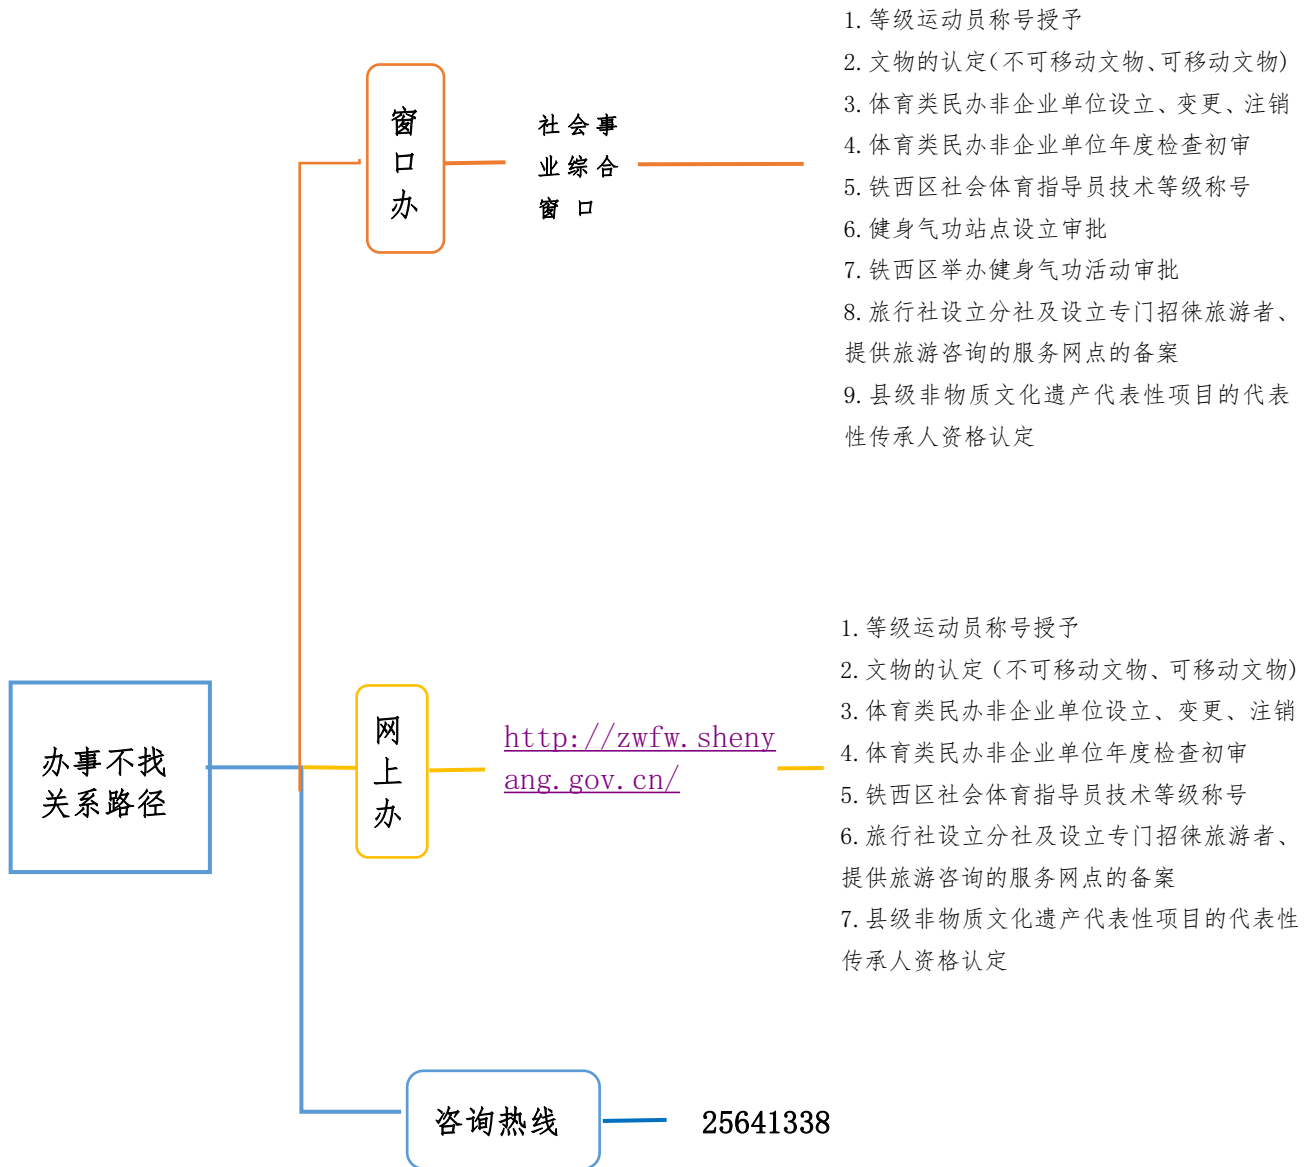 办事不找
关系路径
窗
口
办
社会事
业综合
窗 口
1.等级运动员称号授予
2.文物的认定(不可移动文物、可移动文物)
3.体育类民办非企业单位设立、变更、注销
4.体育类民办非企业单位年度检查初审
5.铁西区社会体育指导员技术等级称号
6.健身气功站点设立审批
7.铁西区举办健身气功活动审批
8.旅行社设立分社及设立专门招徕旅游者、
提供旅游咨询的服务网点的备案
9.县级非物质文化遗产代表性项目的代表
性传承人资格认定
网
上
办
http://zwfw.sheny
ang.gov.cn/
1.等级运动员称号授予
2.文物的认定（不可移动文物、可移动文物)
3.体育类民办非企业单位设立、变更、注销
4.体育类民办非企业单位年度检查初审
5.铁西区社会体育指导员技术等级称号
6.旅行社设立分社及设立专门招徕旅游者、
提供旅游咨询的服务网点的备案
7.县级非物质文化遗产代表性项目的代表性
传承人资格认定
咨询热线
25641338